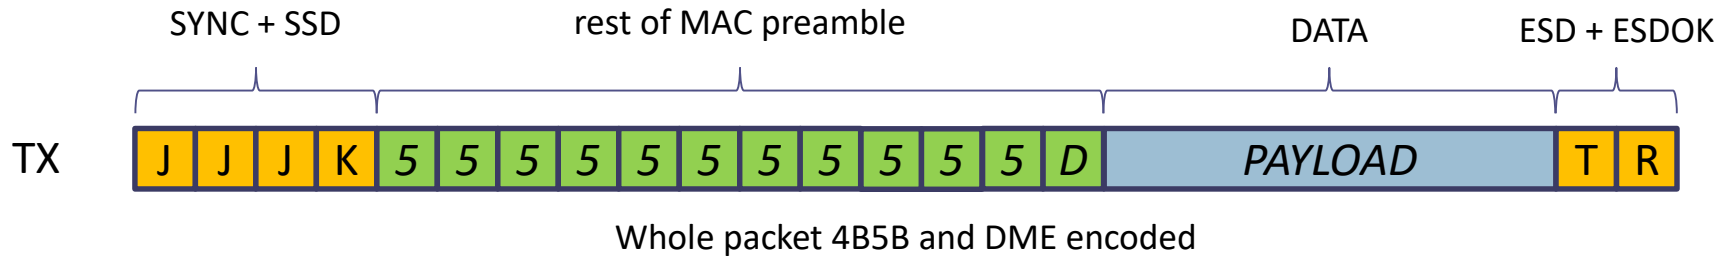 SYNC + SSD rest of MAC preamble DATA ESD + ESDOK
TX J J J K 5 5 5 5 5 5 5 5 5 5 5 D PAYLOAD T R
Whole packet 4B5B and DME encoded